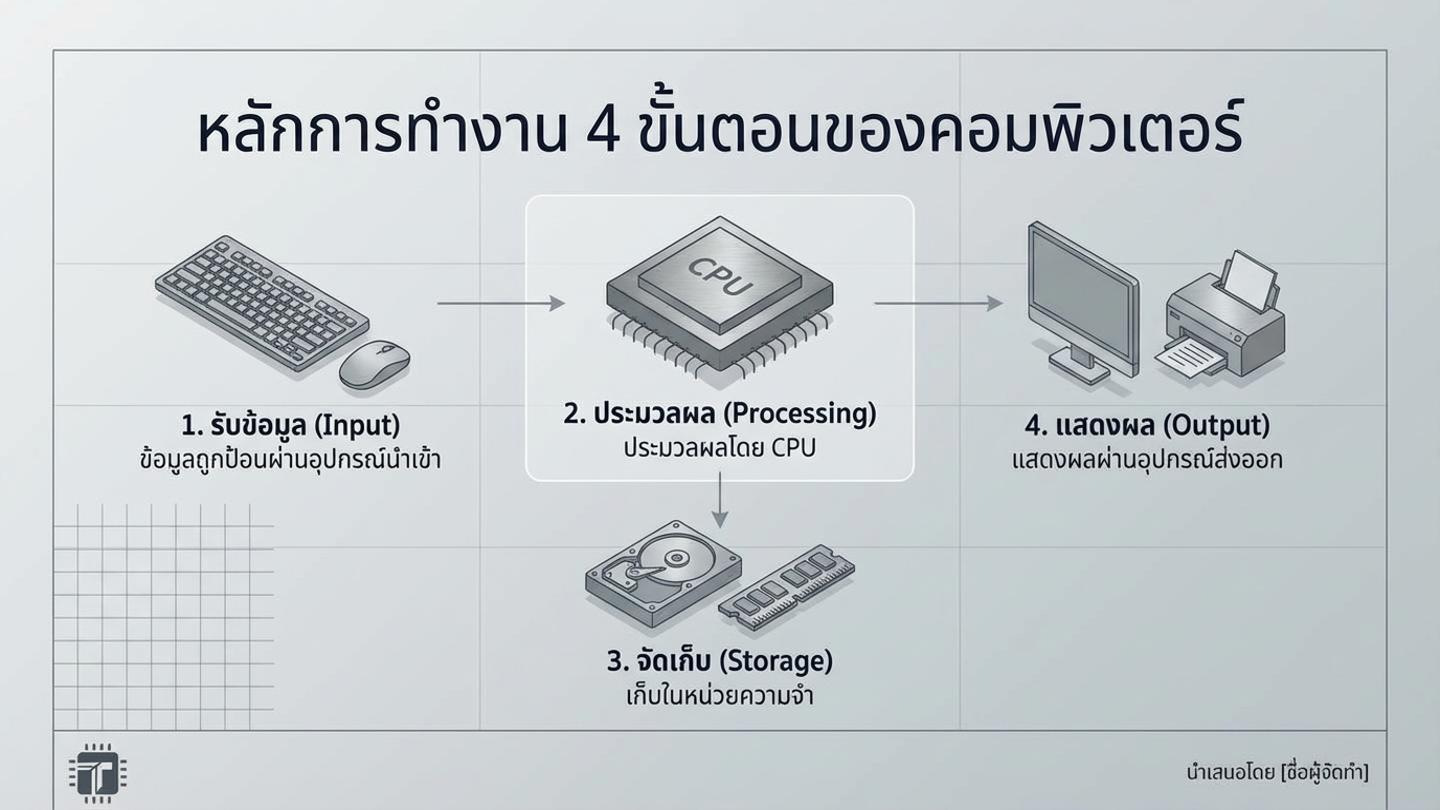 หลักการทำงาน 4 ขั้นตอนของคอมพิวเตอร์
CPU
1. รับข้อมูล (Input)
ข้อมูลถูกป้อนผ่านอุปกรณ์นำเข้า
2. ประมวลผล (Processing)
ประมวลผลโดย CPU
4. แสดงผล (Output)
แสดงผลผ่านอุปกรณ์ส่งออก
3. จัดเก็บ (Storage)
เก็บในหน่วยความจำ
นำเสนอโดย [ชื่อผู้จัดทำ]